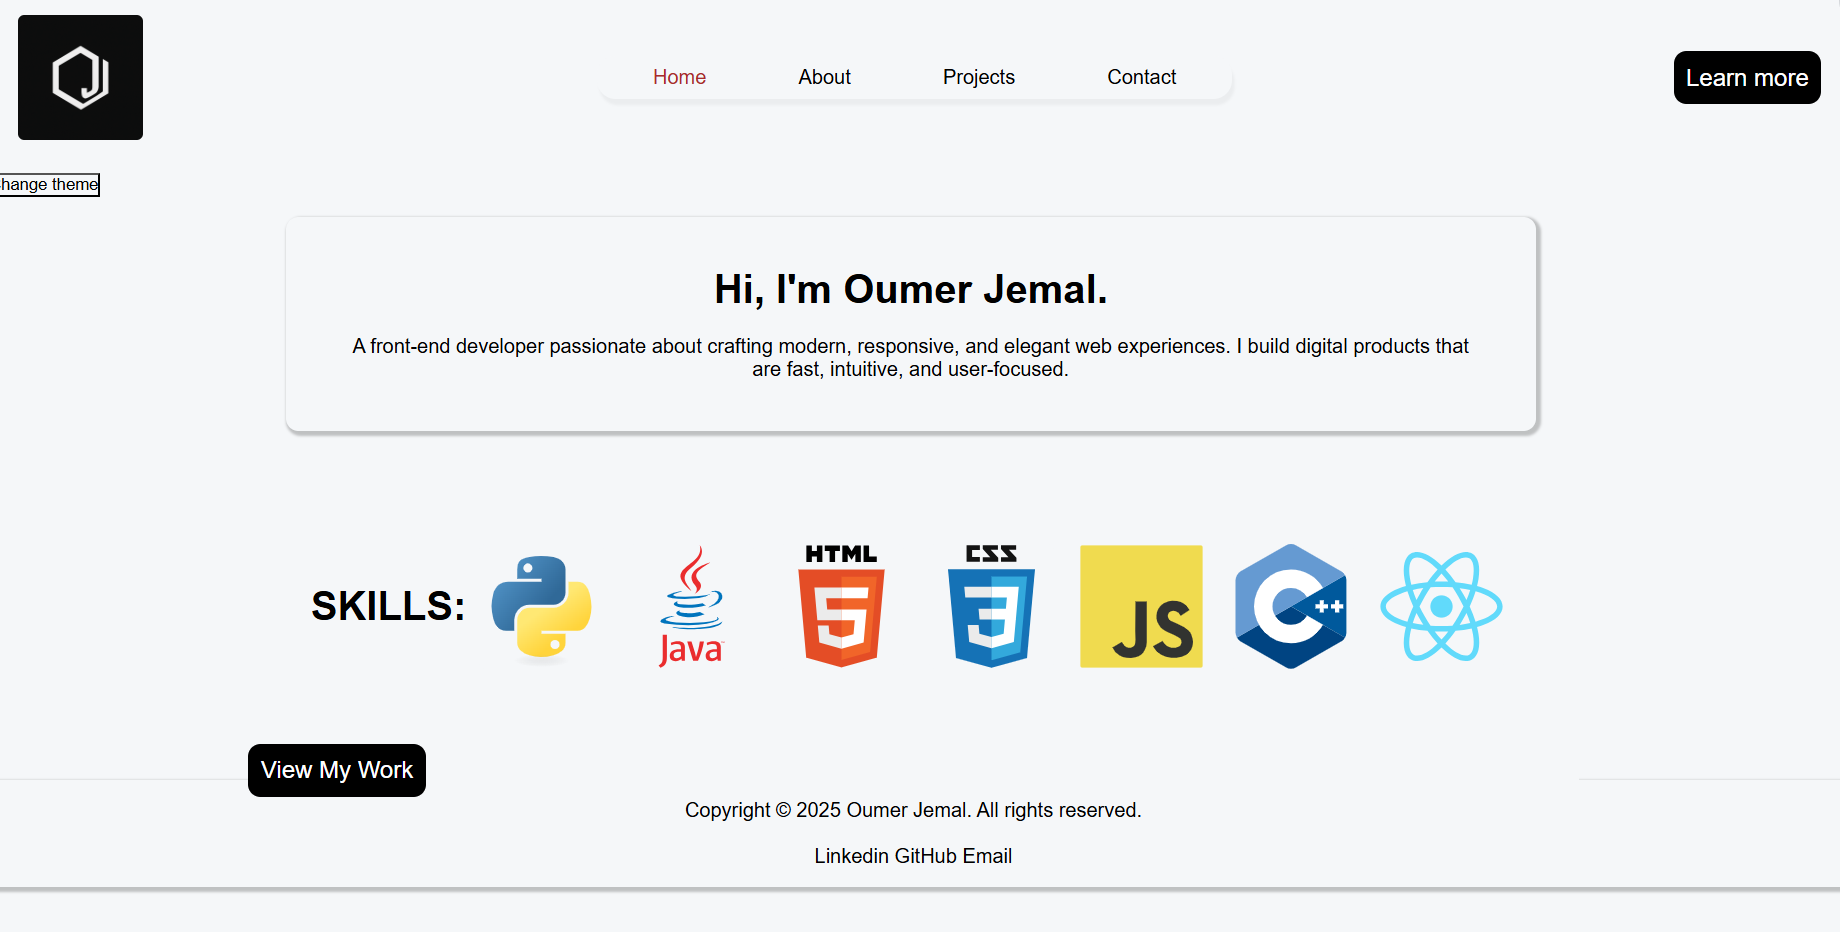 J
Home About Projects Contact
Learn more
hange theme
Hi, I'm Oumer Jemal.
A front-end developer passionate about crafting modern, responsive, and elegant web experiences. I build digital products that
are fast, intuitive, and user-focused.
SKILLS:
Java
HTML
5
CSS
3
JS
C++
View My Work
Copyright © 2025 Oumer Jemal. All rights reserved.
Linkedin GitHub Email